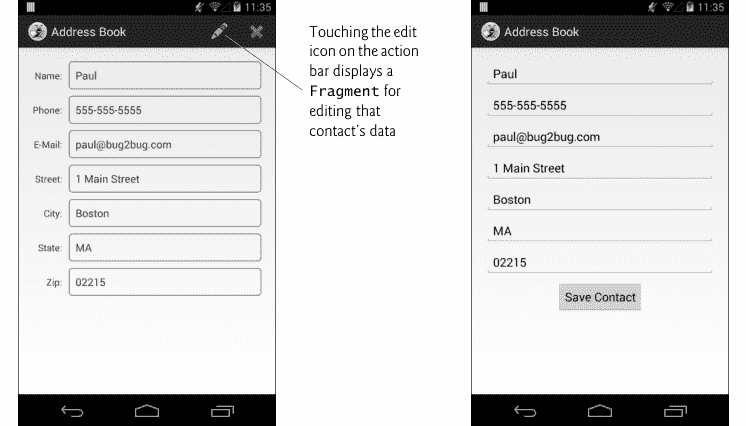 11:35
Address Book
Name: Paul
Phone: 555-555-5555
E-Mail: paul@bug2bug.com
Street: 1 Main Street
City: Boston
State: MA
Zip: 02215
Touching the edit
icon on the action
bar displays a
Fragment for
editing that
contact’s data
11:35
Address Book
Paul
555-555-5555
paul@bug2bug.com
1 Main Street
Boston
MA
02215
Save Contact